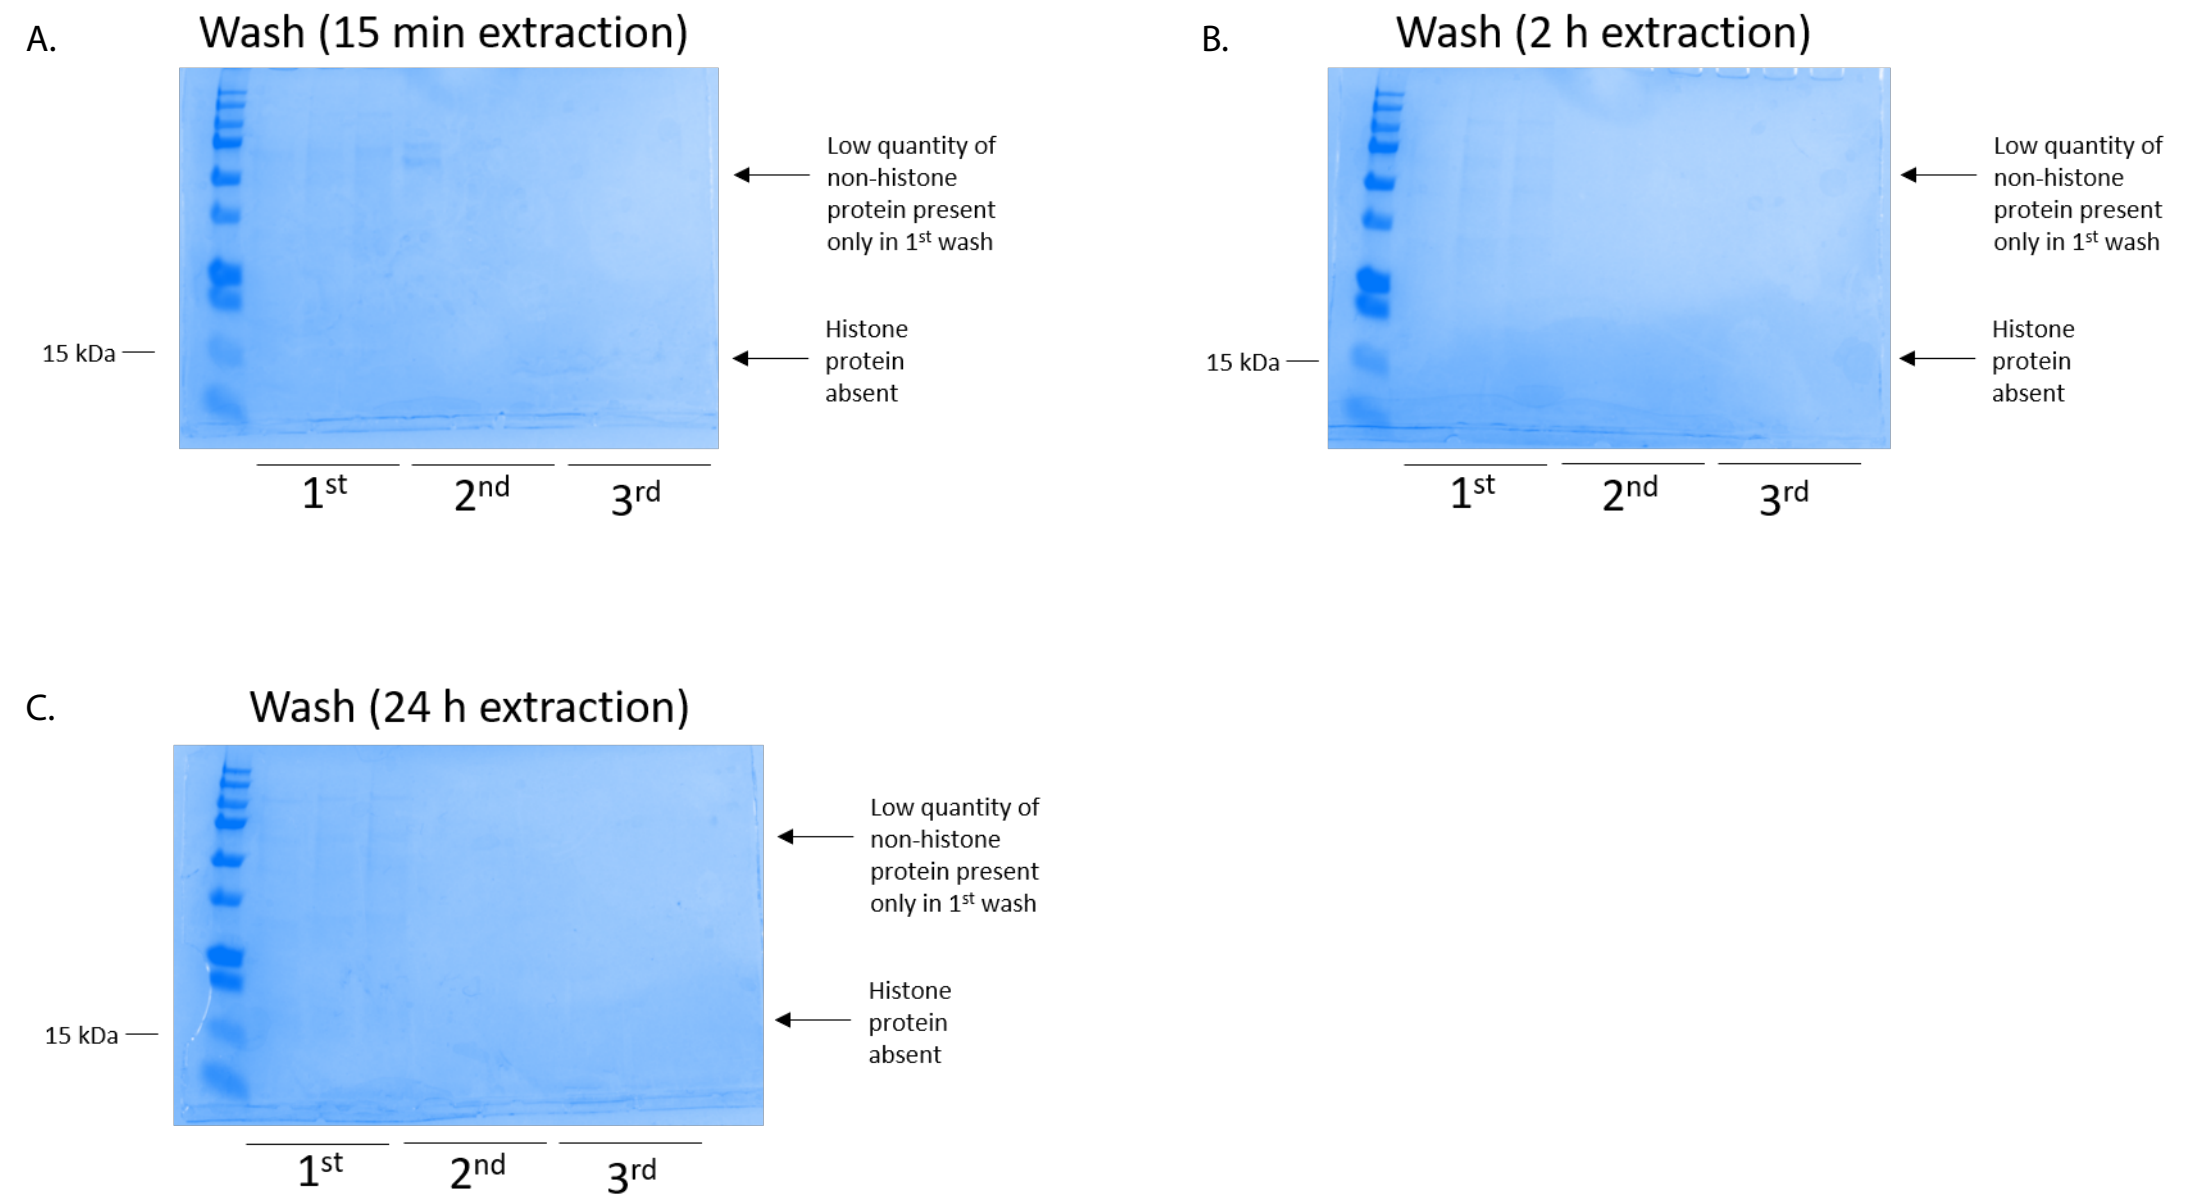 A.
Wash (15 min extraction)
Low quantity of
non-histone
protein present
only in 1st wash
Histone
protein
absent
15 kDa
1st
2nd
3rd
B.
Wash (2 h extraction)
Low quantity of
non-histone
protein present
only in 1st wash
Histone
protein
absent
15 kDa
1st
2nd
3rd
C.
Wash (24 h extraction)
Low quantity of
non-histone
protein present
only in 1st wash
Histone
protein
absent
15 kDa
1st
2nd
3rd